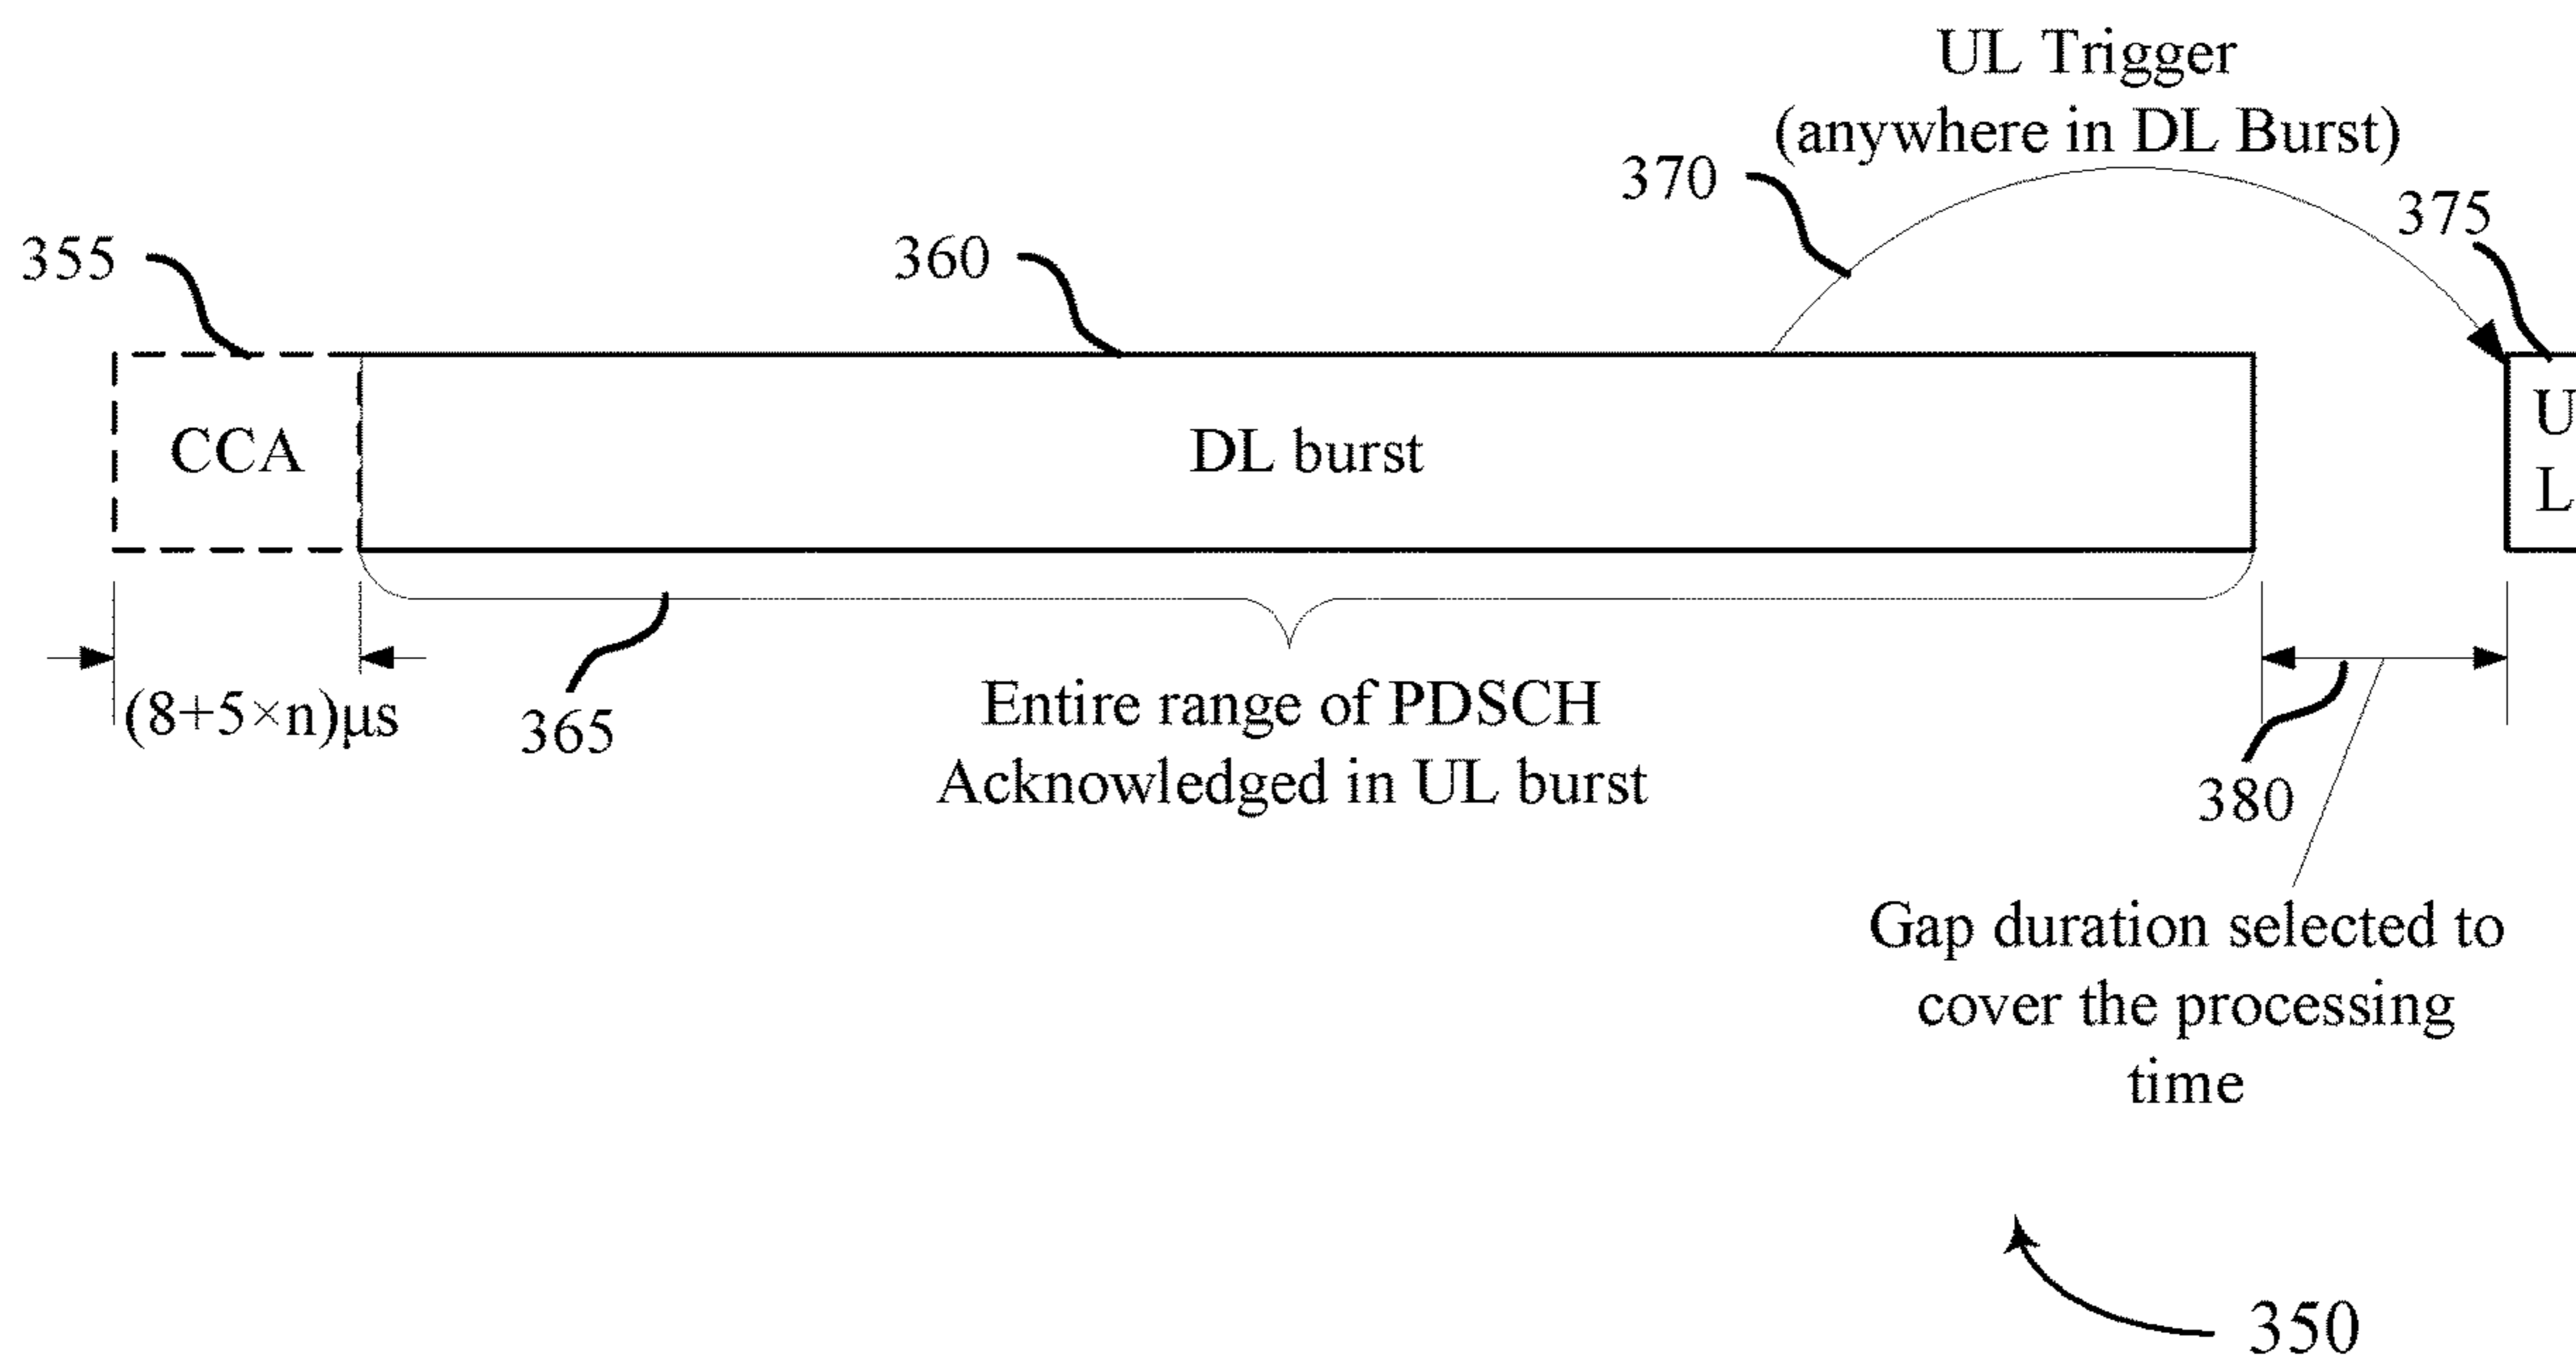 UL Trigger
(anywhere in DL Burst)
370
375
355
360
CCA
DL burst
U
L
(8+5×n)μs
365
Entire range of PDSCH
Acknowledged in UL burst
380
Gap duration selected to
cover the processing
time
350